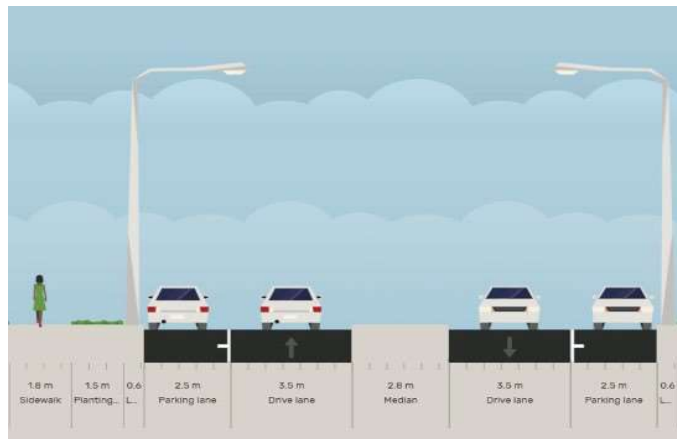 1.8 m 1.5 m 0.6 2.5 m 3.5 m 2.8 m 3.5 m 2.5 m 0.6
Sidewalk Planting... L... Parking lane Drive lane Median Drive lane Parking lane L...